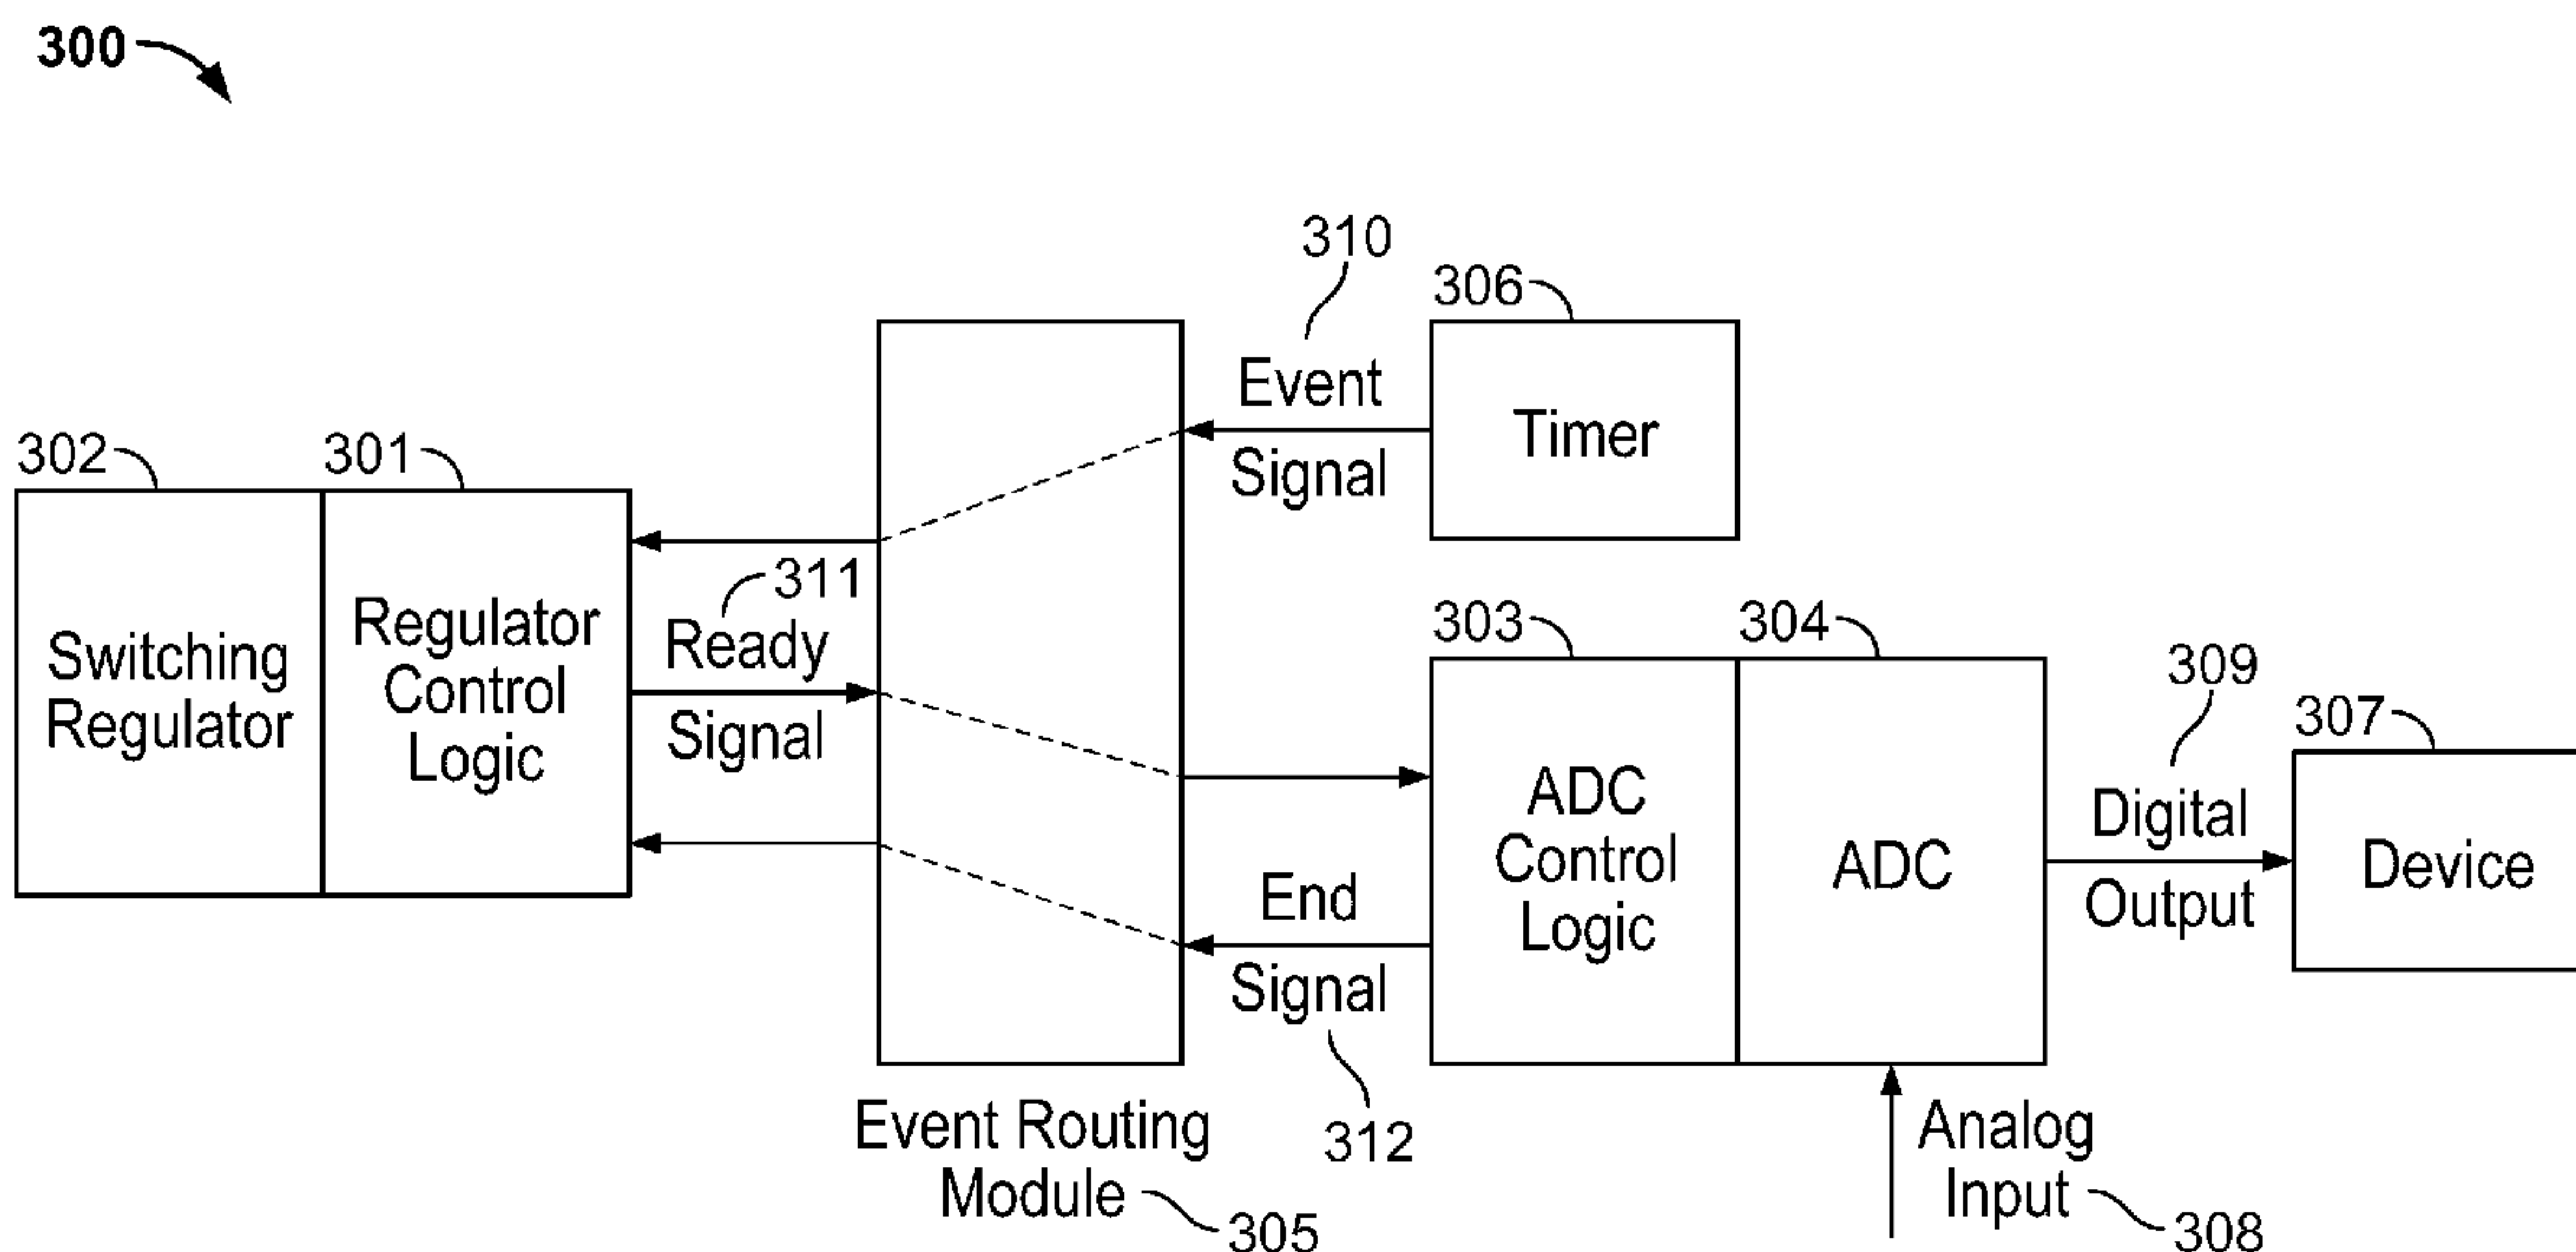 300
310
306
Event
Signal
Timer
302
301
Switching
Regulator
Regulator
Control
Logic
311
Ready
Signal
303
304
ADC
Control
Logic
ADC
End
Signal
312
309
Digital
Output
307
Device
Event Routing
Module
305
Analog
Input
308